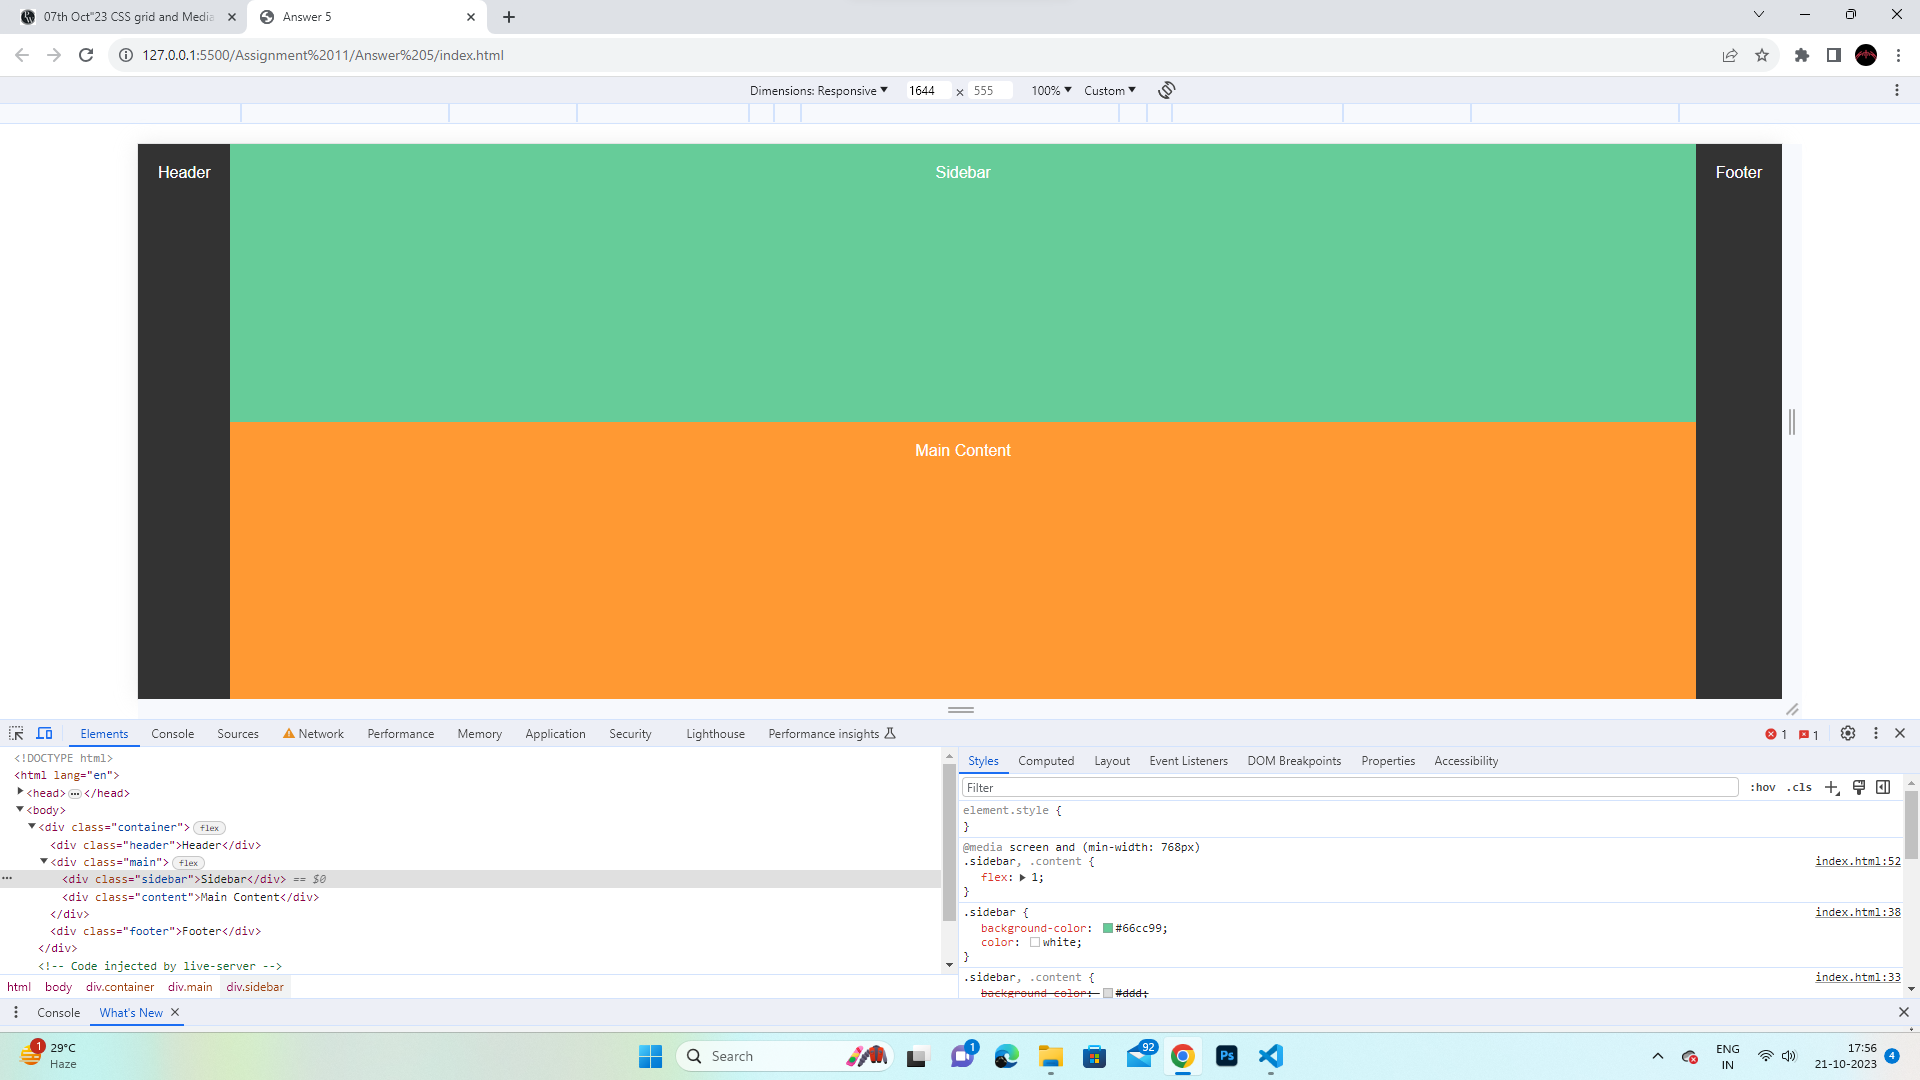 07th Oct"23 CSS grid and Media
Answer 5
127.0.0.1:5500/Assignment%2011/Answer%205/index.html
Dimensions: Responsive 1644 × 555 100% Custom
Header Sidebar Footer
Main Content
Elements Console Sources Network Performance Memory Application Security Lighthouse Performance insights 1 1
<!DOCTYPE html>
<html lang="en">
<head> ••• </head>
<body>
<div class="container"> flex
<div class="header">Header</div>
<div class="main"> flex
<div class="sidebar">Sidebar</div> == $0
<div class="content">Main Content</div>
</div>
<div class="footer">Footer</div>
</div>
<!-- Code injected by live-server -->
html body div.container div.main div.sidebar
Styles Computed Layout Event Listeners DOM Breakpoints Properties Accessibility
Filter :hov .cls
element.style {
}
@media screen and (min-width: 768px)
.sidebar, .content { index.html:52
flex: 1;
}
.sidebar { index.html:38
background-color: #66cc99;
color: white;
}
.sidebar, .content { index.html:33
background-color: #ddd;
Console What's New
1 29°C
Haze
Search
1
92
Ps
ENG
IN
17:56
21-10-2023
4